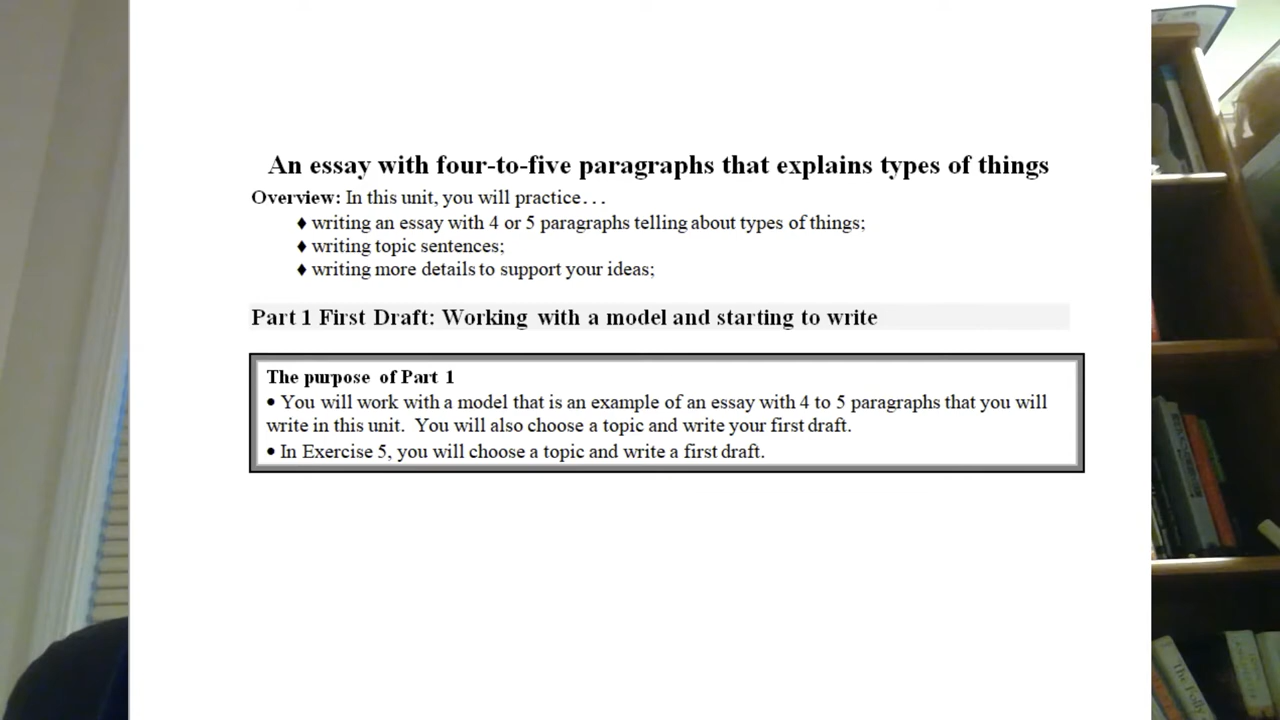 An essay with four-to-five paragraphs that explains types of things
Overview: In this unit, you will practice…
♦ writing an essay with 4 or 5 paragraphs telling about types of things;
♦ writing topic sentences;
♦ writing more details to support your ideas;
Part 1 First Draft: Working with a model and starting to write
The purpose of Part 1
• You will work with a model that is an example of an essay with 4 to 5 paragraphs that you will
write in this unit. You will also choose a topic and write your first draft.
• In Exercise 5, you will choose a topic and write a first draft.
The Folly